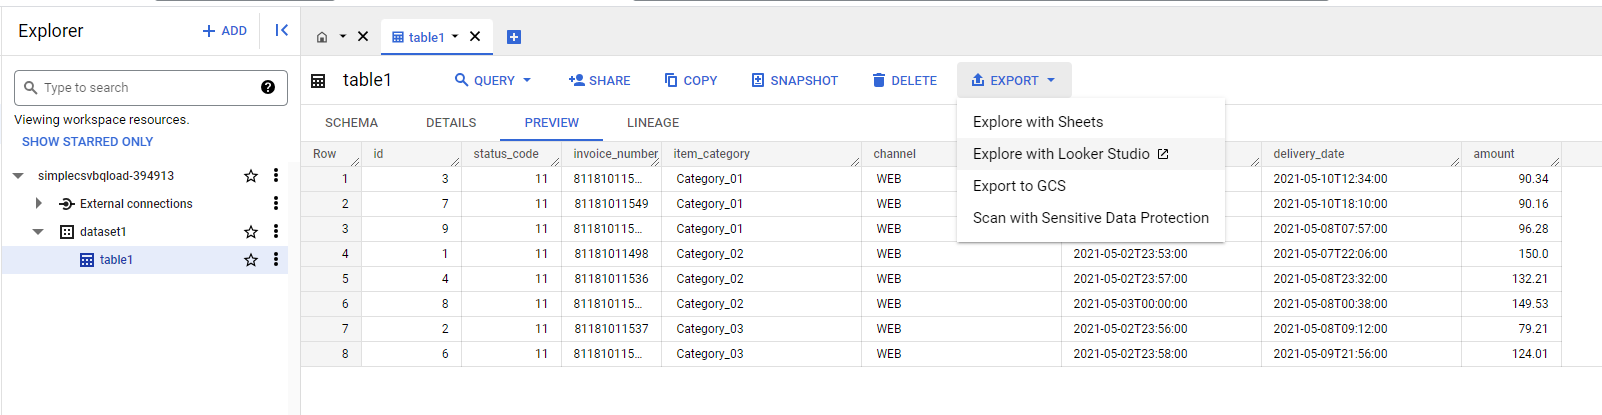 Explorer
+ ADD
table1
table1
QUERY
SHARE
COPY
SNAPSHOT
DELETE
EXPORT
Type to search
Viewing workspace resources.
SHOW STARRED ONLY
simplecsvbqload-394913
External connections
dataset1
table1
SCHEMA
DETAILS
PREVIEW
LINEAGE
Explore with Sheets
Explore with Looker Studio
Export to GCS
Scan with Sensitive Data Protection
Row id status_code invoice_number item_category channel delivery_date amount
1 3 11 811810115... Category_01 WEB 2021-05-10T12:34:00 90.34
2 7 11 81181011549 Category_01 WEB 2021-05-10T18:10:00 90.16
3 9 11 811810115... Category_01 WEB 2021-05-08T07:57:00 96.28
4 1 11 81181011498 Category_02 WEB 2021-05-02T23:53:00 2021-05-07T22:06:00 150.0
5 4 11 81181011536 Category_02 WEB 2021-05-02T23:57:00 2021-05-08T23:32:00 132.21
6 8 11 811810115... Category_02 WEB 2021-05-03T00:00:00 2021-05-08T00:38:00 149.53
7 2 11 81181011537 Category_03 WEB 2021-05-02T23:56:00 2021-05-08T09:12:00 79.21
8 6 11 811810115... Category_03 WEB 2021-05-02T23:58:00 2021-05-09T21:56:00 124.01